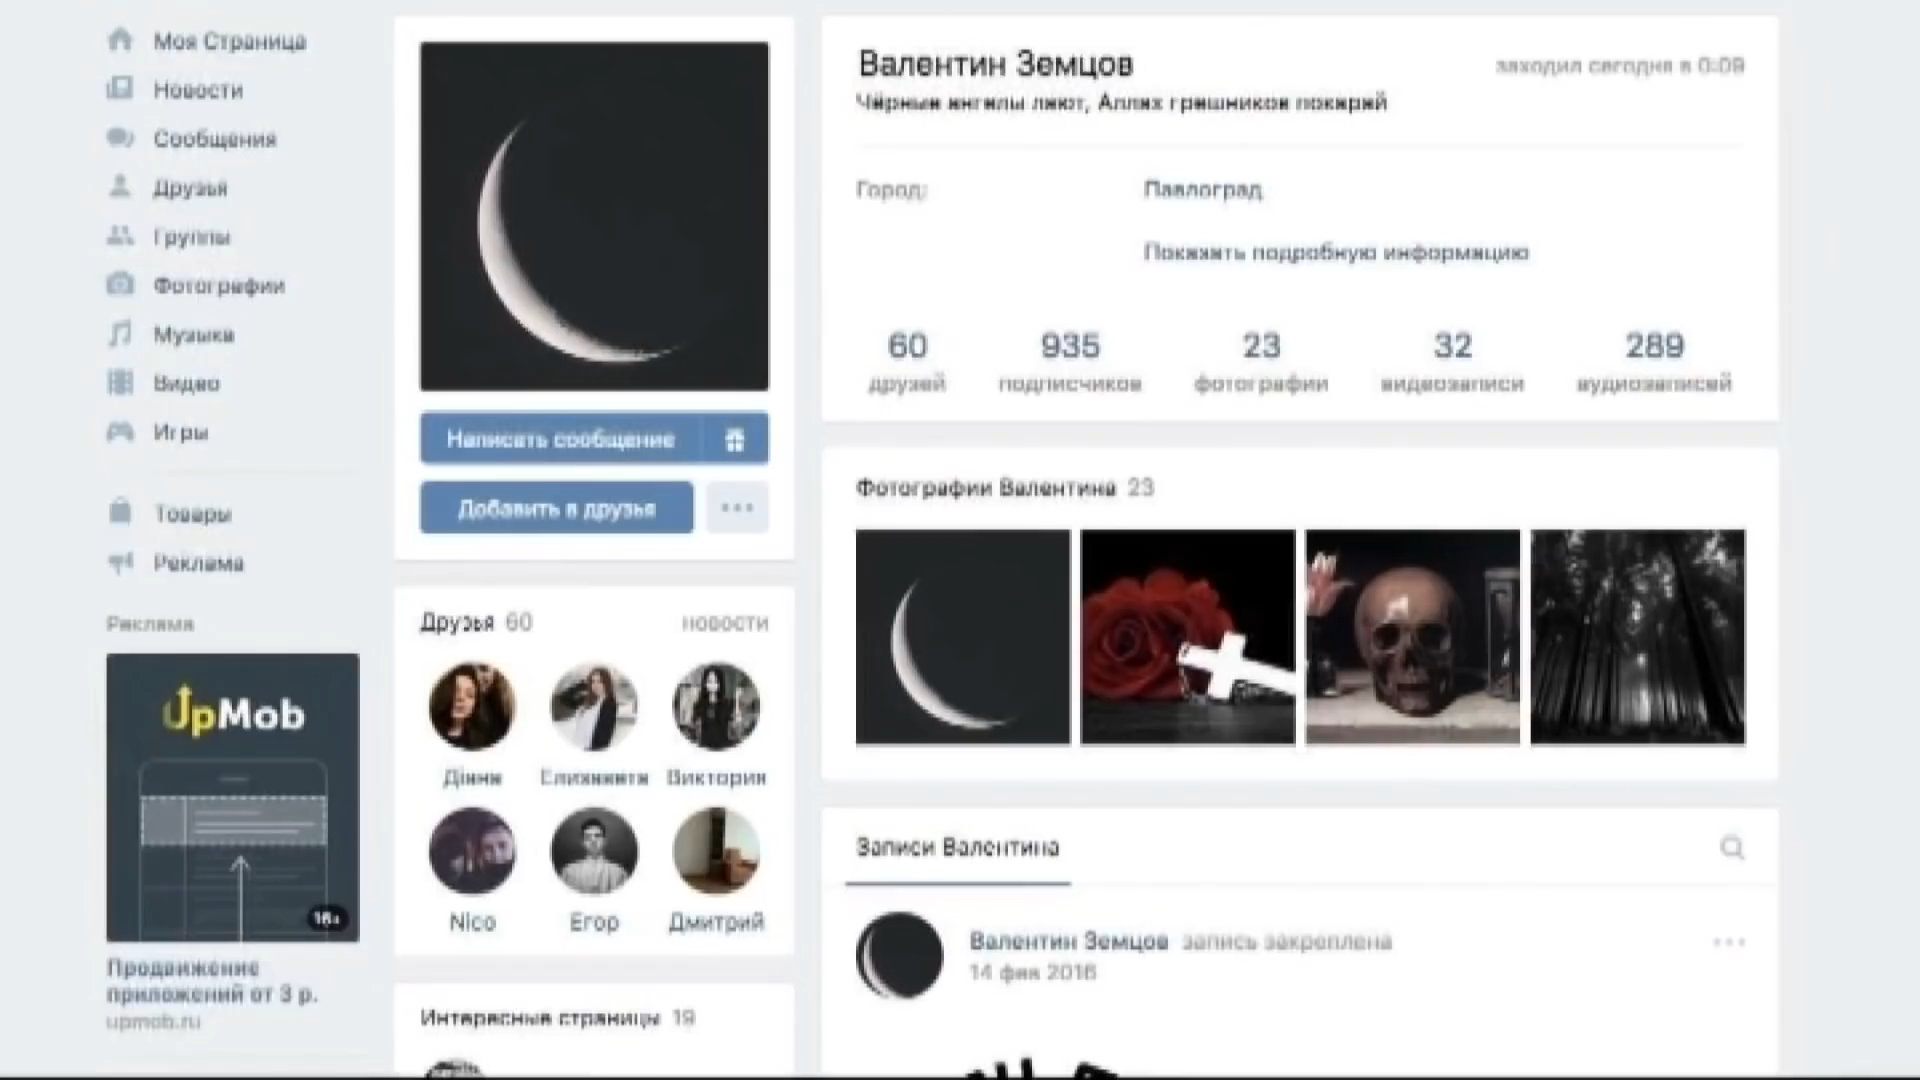 Моя Страница
Новости
Сообщения
Друзья
Группы
Фотографии
Музыка
Видео
Игры
Товары
Реклама
Реклама
UpMob
16+
Продвижение
приложений от 3 р.
upmob.ru
Написать сообщение
Добавить в друзья
Друзья 60 новости
Діана Елизавета Виктория
Nico Егор Дмитрий
Интересные страницы 19
Валентин Земцов заходил сегодня в 0:09
Чёрные ангелы лают, Аллах грешников покарай
Город: Павлоград
Показать подробную информацию
60 935 23 32 289
друзей подписчиков фотографии видеозаписи аудиозаписей
Фотографии Валентина 23
Записи Валентина
Валентин Земцов запись закреплена
14 фев 2016